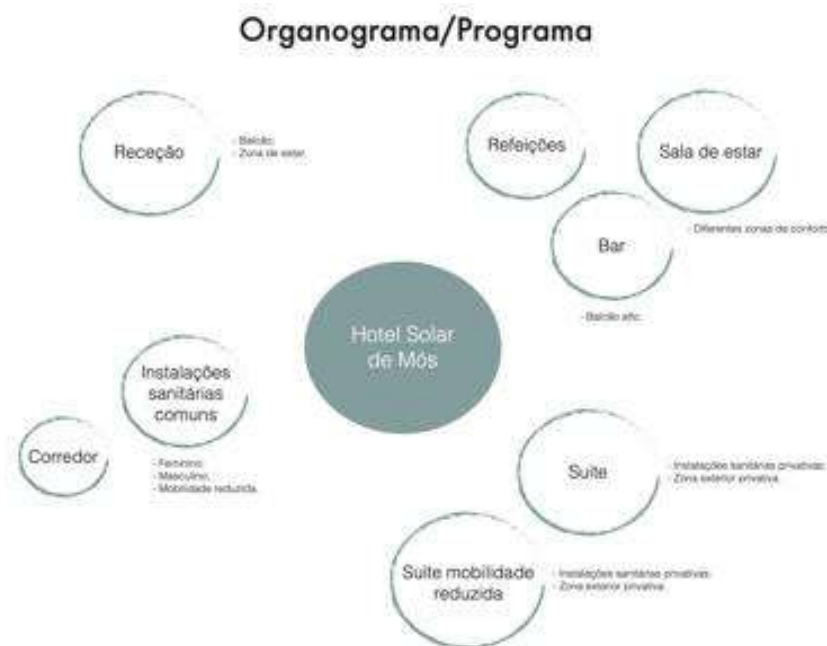 Organograma/Programa
Receção
- Balcão;
- Zona de estar.
Refeições
Sala de estar
- Diferentes zonas de conforto
Bar
- Balcão alto.
Hotel Solar
de Mós
Instalações
sanitárias
comuns
- Feminino;
- Masculino;
- Mobilidade reduzida.
Corredor
Suite
- Instalações sanitárias privativas;
- Zona exterior privativa.
Suite mobilidade
reduzida
- Instalações sanitárias privativas;
- Zona exterior privativa.